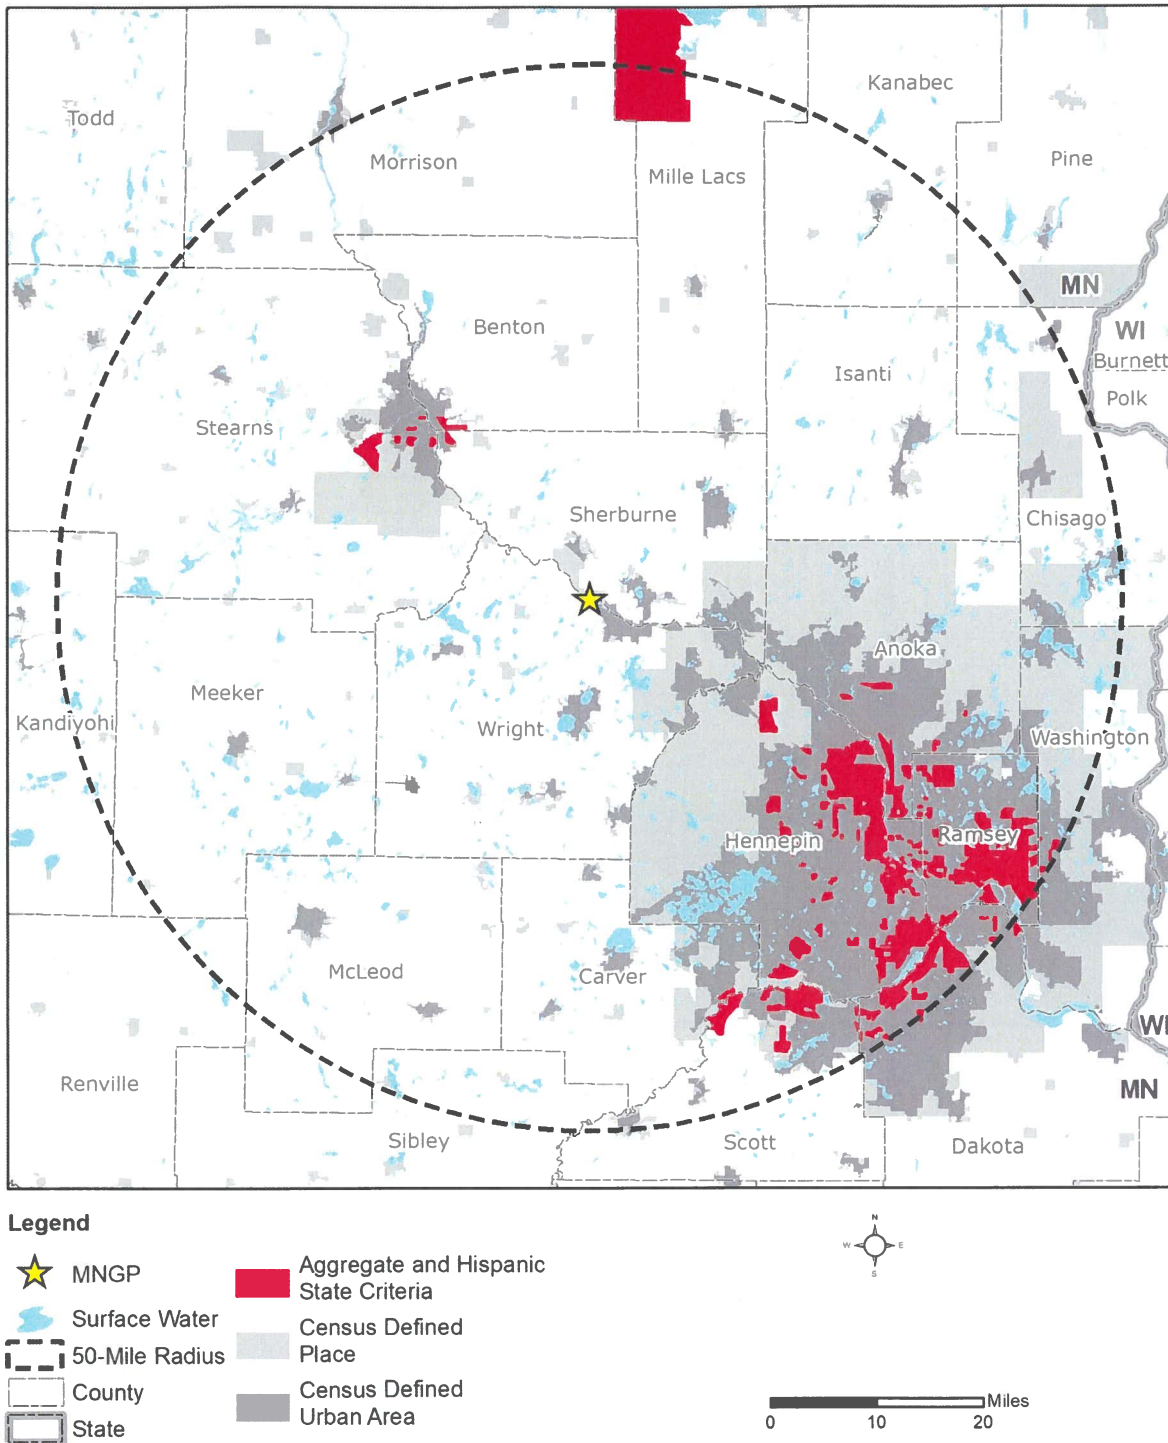 Kanabec
Todd
Morrison
Pine
Mille Lacs
MN
WI
Benton
Burnett
Isanti
Polk
Stearns
Sherburne
Chisago
Anoka
Meeker
Kandiyohi
Wright
Washington
Hennepin
Ramsey
McLeod
Carver
WI
Renville
MN
Sibley
Scott
Dakota
Legend
MNGP
Surface Water
50-Mile Radius
County
State
Aggregate and Hispanic
State Criteria
Census Defined
Place
Census Defined
Urban Area
N
W E
S
Miles
0 10 20